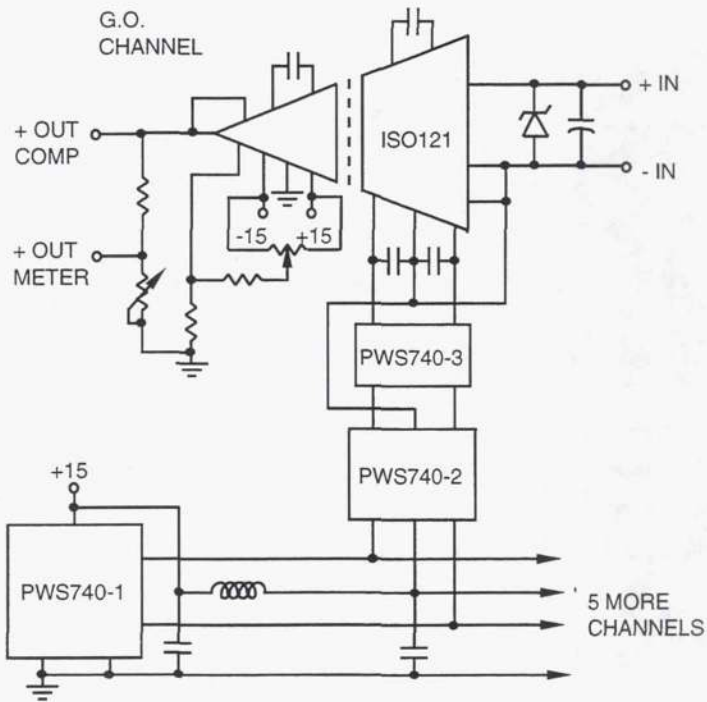 G.O.
CHANNEL
+ OUT
COMP
ISO121
+ IN
- IN
-15
+15
+ OUT
METER
PWS740-3
PWS740-2
+15
PWS740-1
5 MORE
CHANNELS